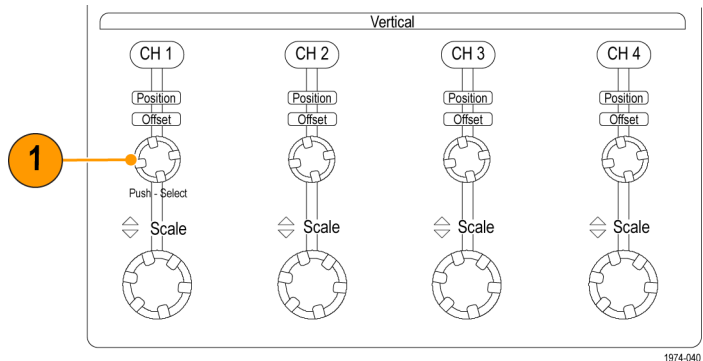 Vertical
CH 1 CH 2 CH 3 CH 4
Position Position Position Position
Offset Offset Offset Offset
1
Push - Select
Scale Scale Scale Scale
1974-040